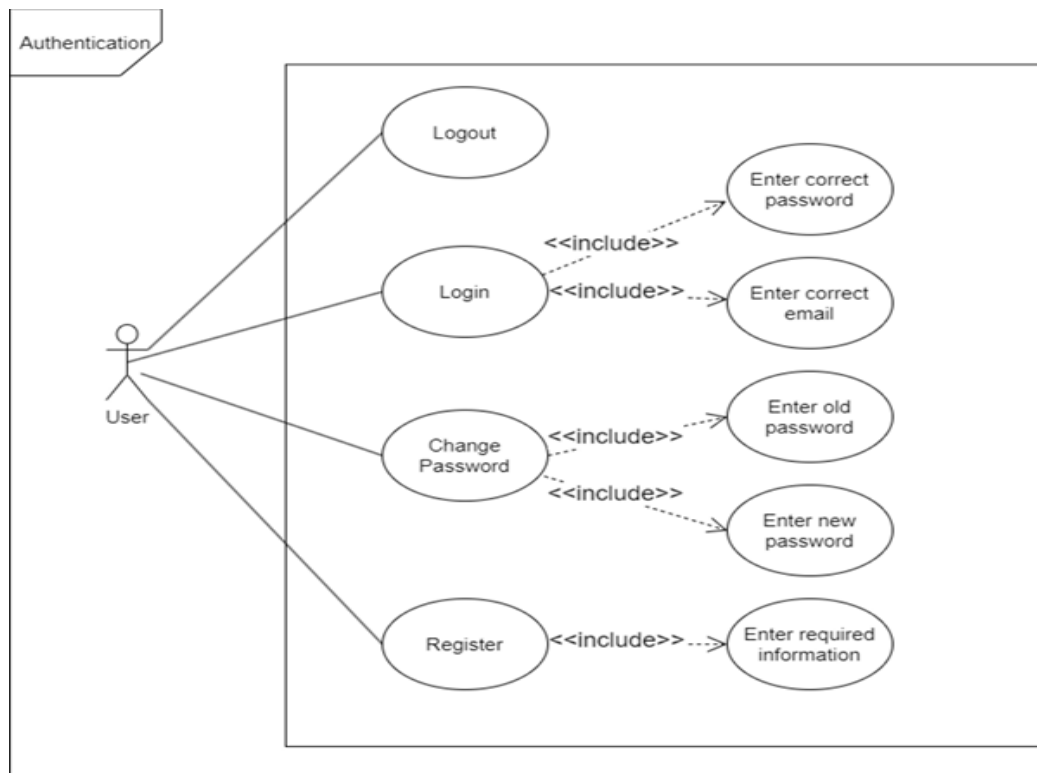 Authentication
Logout
Enter correct
password
<<include>>
Login
<<include>>
Enter correct
email
User
Change
Password
<<include>>
Enter old
password
<<include>>
Enter new
password
Register
<<include>>
Enter required
information